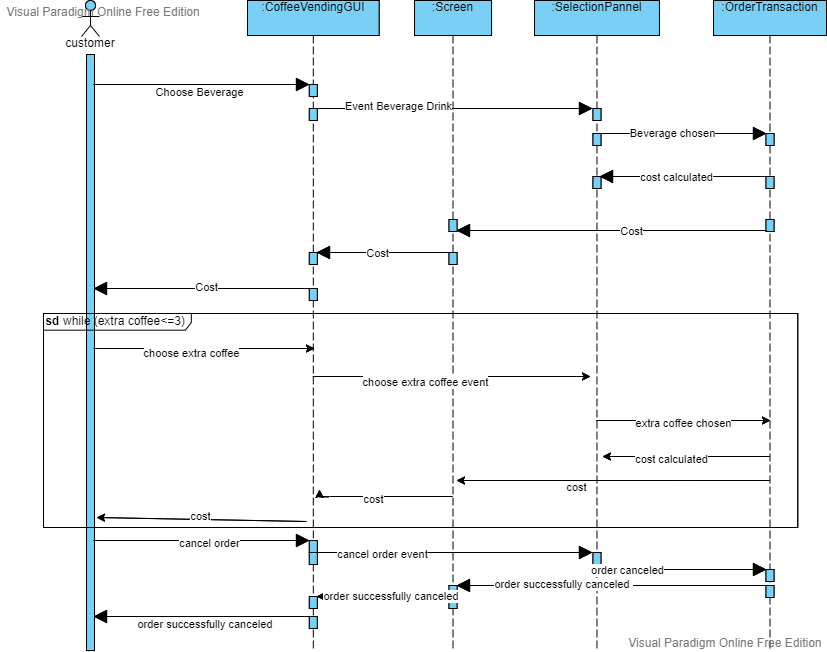 Visual Paradigm Online Free Edition
:CoffeeVendingGUI
:Screen
:SelectionPannel
:OrderTransaction
customer
Choose Beverage
Event Beverage Drink
Beverage chosen
cost calculated
Cost
Cost
Cost
sd while (extra coffee<=3)
choose extra coffee
choose extra coffee event
extra coffee chosen
cost calculated
cost
cost
cost
cancel order
cancel order event
order canceled
order successfully canceled
order successfully canceled
order successfully canceled
Visual Paradigm Online Free Edition